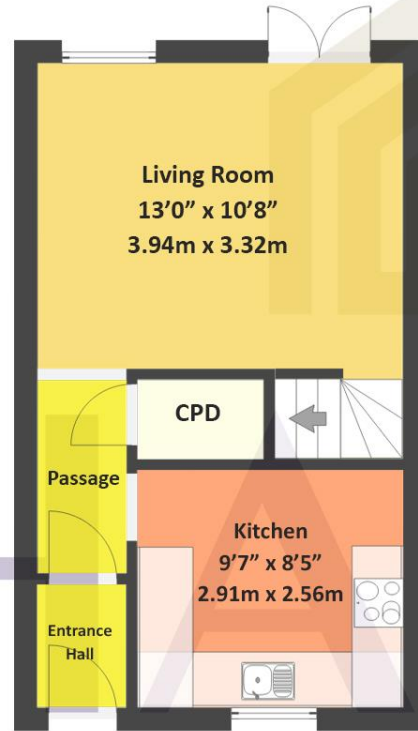 Living Room
13’0” x 10’8”
3.94m x 3.32m
CPD
Passage
Kitchen
9’7” x 8’5”
2.91m x 2.56m
Entrance
Hall